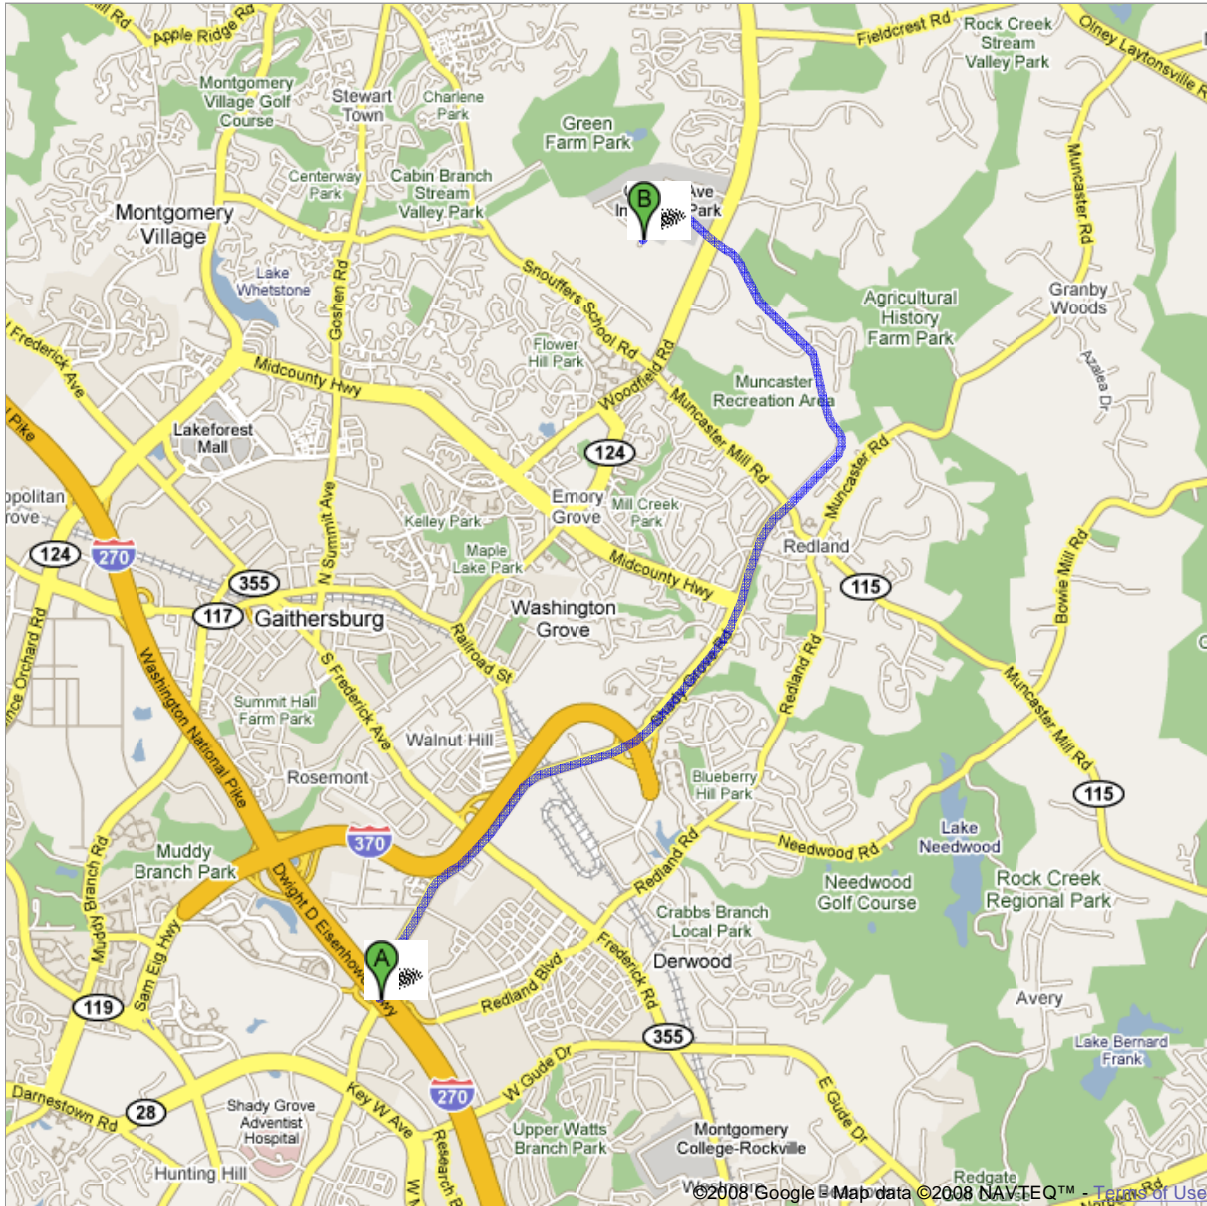 Apple Ridge Rd
Fieldcrest Rd
Rock Creek
Stream
Valley Park
Olney Laytonsville R
Montgomery
Village Golf
Course
Stewart
Town
Charlene
Park
Green
Farm Park
Muncaster Rd
Centerway
Park
Cabin Branch
Stream
Valley Park
Ave
Park
B
Montgomery
Village
Lake
Whetstone
Goshen Rd
Snouffers School Rd
Agricultural
History
Farm Park
Granby
Woods
Frederick Ave
Flower
Hill Park
Midcounty Hwy
Woodfield Rd
Muncaster
Recreation Area
Azalea Dr
Pike
Lakeforest
Mall
Muncaster Mill Rd
Muncaster Rd
124
opolitan
rove
N Summit Ave
Kelley Park
Emory
Grove
Mill Creek
Park
124
270
Maple
Lake Park
Midcounty Hwy
Redland
Bowie Mill Rd
355
117
Gaithersburg
Washington
Grove
115
nce Orchard Rd
Washington National Pike
S Frederick Ave
Railroad St
Shady Grove Rd
Redland Rd
Muncaster Mill Rd
Summit Hall
Farm Park
Walnut Hill
Rosemont
Blueberry
Hill Park
115
370
Muddy
Branch Park
Muddy Branch Rd
Dwight D Eisenhower Hwy
Redland Rd
Needwood Rd
Lake
Needwood
Needwood
Golf Course
Rock Creek
Regional Park
Crabbs Branch
Local Park
Sam Eig Hwy
A
Redland Blvd
Frederick Rd
Derwood
119
Avery
355
Lake Bernard
Frank
W Gude Dr
E Gude Dr
Darnestown Rd
28
Key W Ave
270
Shady Grove
Adventist
Hospital
Research
Upper Watts
Branch Park
Montgomery
College-Rockville
Hunting Hill
Redgate
©2008 Google - Map data ©2008 NAVTEQ™ - Terms of Use